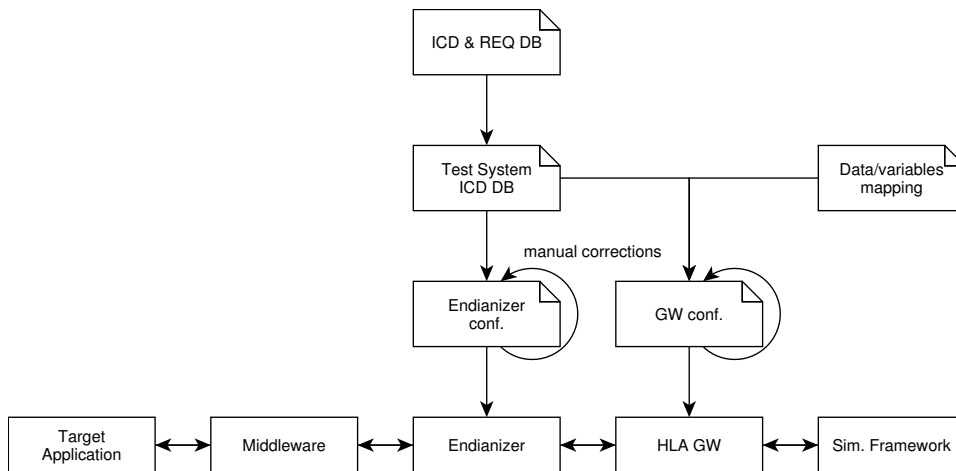 ICD & REQ DB
Test System
ICD DB
Data/variables
mapping
manual corrections
Endianizer
conf.
GW conf.
Target
Application
Middleware
Endianizer
HLA GW
Sim. Framework